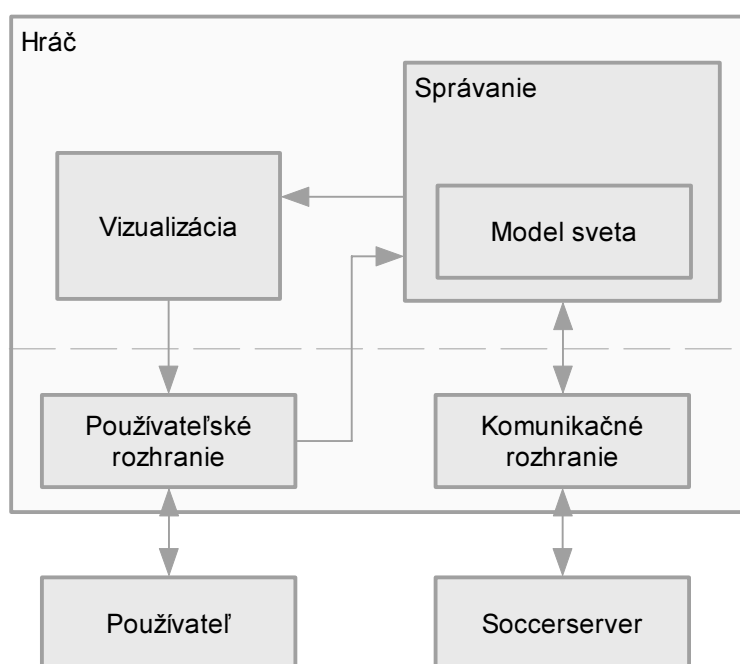 Hráč
Správanie
Vizualizácia
Model sveta
Používateľské
rozhranie
Komunikačné
rozhranie
Používateľ
Soccerserver